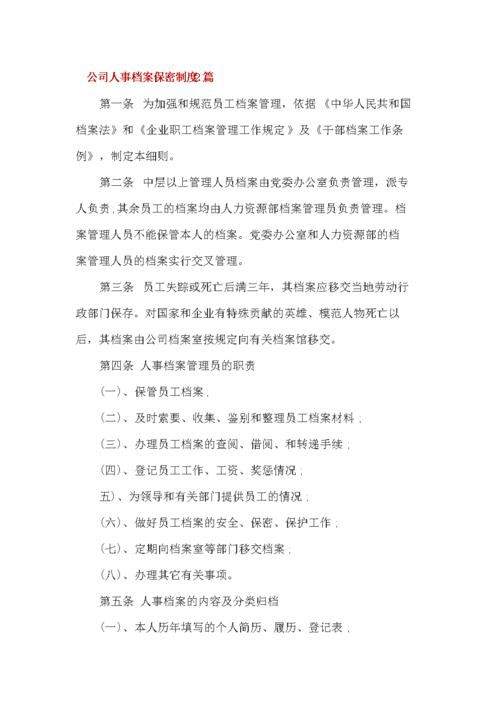 公司人事档案保密制度2篇
第一条 为加强和规范员工档案管理，依据《中华人民共和国
档案法》和《企业职工档案管理工作规定》及《干部档案工作条
例》，制定本细则。
第二条 中层以上管理人员档案由党委办公室负责管理，派专
人负责,其余员工的档案均由人力资源部档案管理员负责管理。档
案管理人员不能保管本人的档案。党委办公室和人力资源部的档
案管理人员的档案实行交叉管理。
第三条 员工失踪或死亡后满三年，其档案应移交当地劳动行
政部门保存。对国家和企业有特殊贡献的英雄、模范人物死亡以
后，其档案由公司档案室按规定向有关档案馆移交。
第四条 人事档案管理员的职责
(一)、保管员工档案;
(二)、及时索要、收集、鉴别和整理员工档案材料;
(三)、办理员工档案的查阅、借阅、和转递手续;
(四)、登记员工工作、工资、奖惩情况;
五)、为领导和有关部门提供员工的情况;
(六)、做好员工档案的安全、保密、保护工作;
(七)、定期向档案室等部门移交档案;
(八)、办理其它有关事项。
第五条 人事档案的内容及分类归档
(一)、本人历年填写的个人简历、履历、登记表;